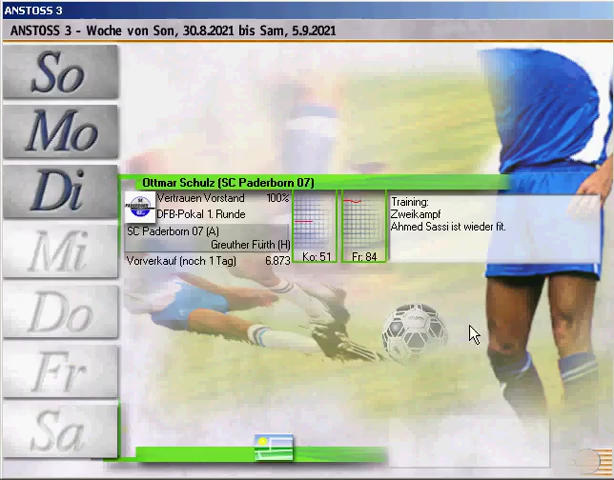 ANSTOSS 3
ANSTOSS 3 - Woche von Son, 30.8.2021 bis Sam, 5.9.2021
So
Mo
Di
Mi
Do
Fr
Sa
Ottmar Schulz (SC Paderborn 07)
Vertrauen Vorstand 100%
DFB-Pokal 1. Runde
SC Paderborn 07 (A)
Greuther Fürth (H)
Vorverkauf (noch 1 Tag) 6.873
Ko: 51
Fr: 84
Training:
Zweikampf
Ahmed Sassi ist wieder fit.